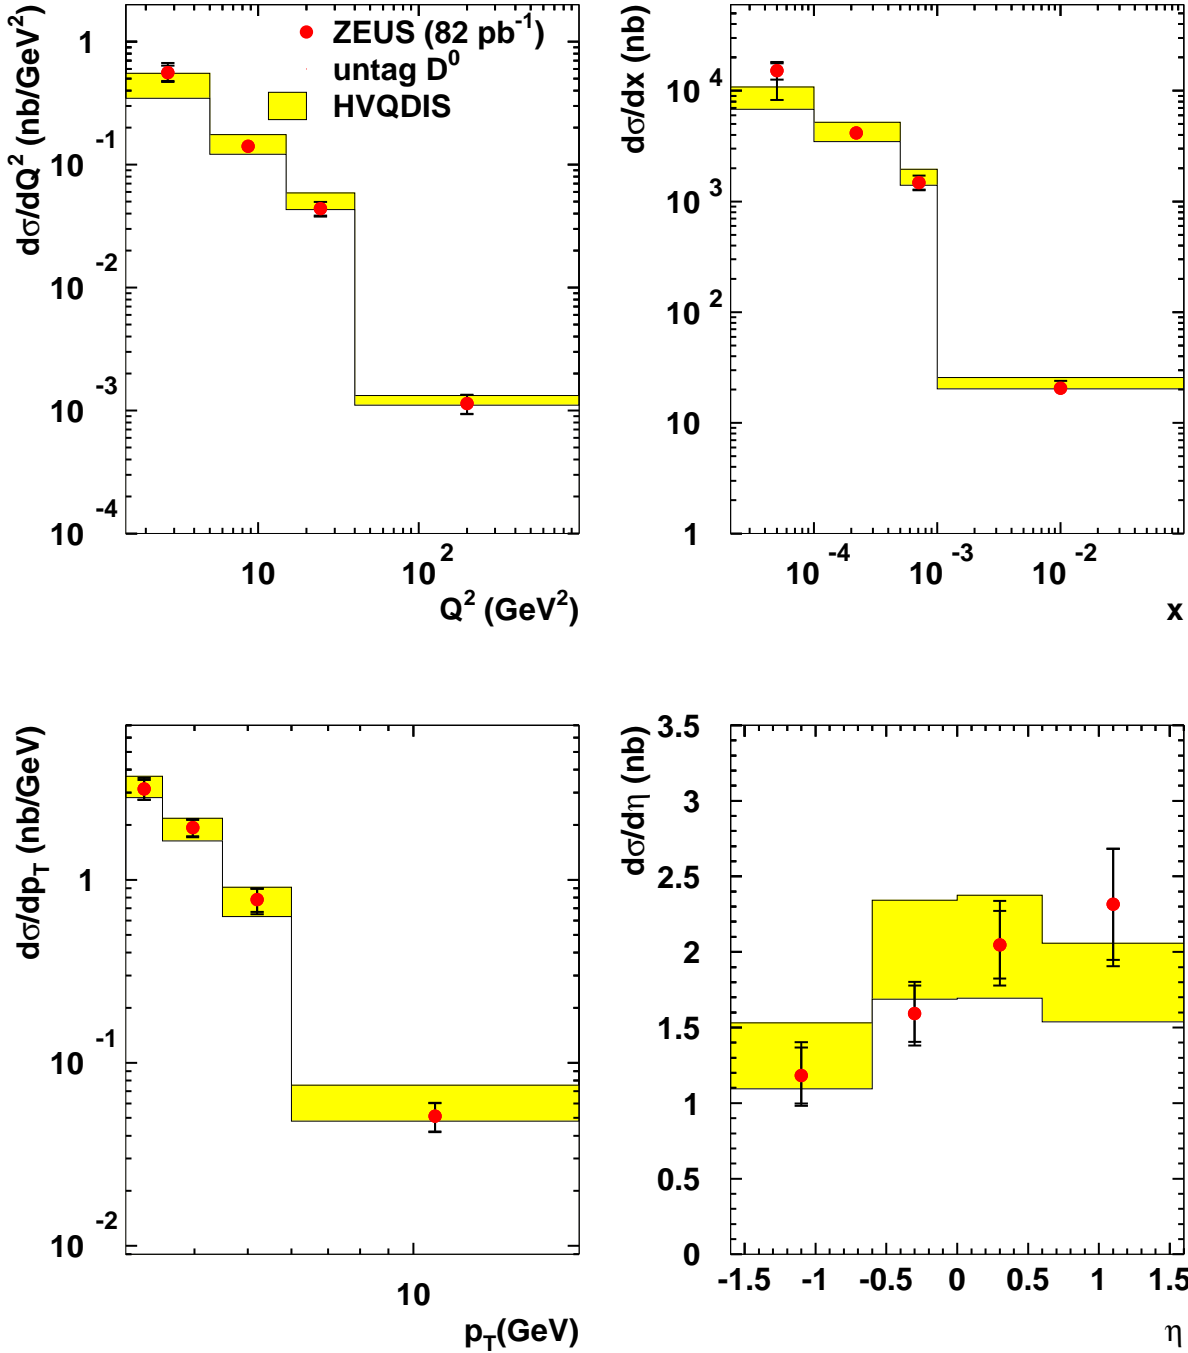 dσ/dQ² (nb/GeV²)
1
10⁻¹
10⁻²
10⁻³
10⁻⁴
ZEUS (82 pb⁻¹)
untag D⁰
HVQDIS
10
10²
Q² (GeV²)
dσ/dx (nb)
10⁴
10³
10²
10
1
10⁻⁴
10⁻³
10⁻²
x
dσ/dp_T (nb/GeV)
1
10⁻¹
10⁻²
10
p_T(GeV)
dσ/dη (nb)
3.5
3
2.5
2
1.5
1
0.5
0
-1.5 -1 -0.5 0 0.5 1 1.5
η